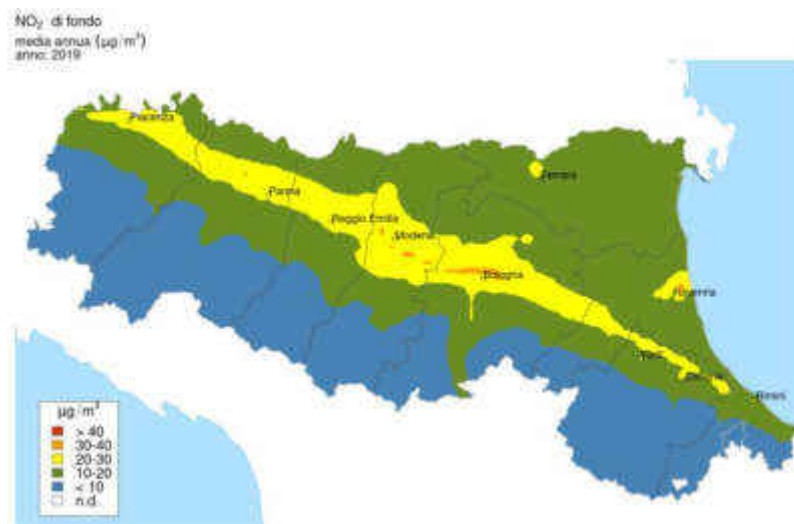 NO₂ di fondo
media annua (µg/m³)
anno: 2019
Piacenza
Parma
Reggio Emilia
Modena
Bologna
Ferrara
Ravenna
Forlì
Rimini
µg/m³
> 40
30-40
20-30
10-20
< 10
n.d.